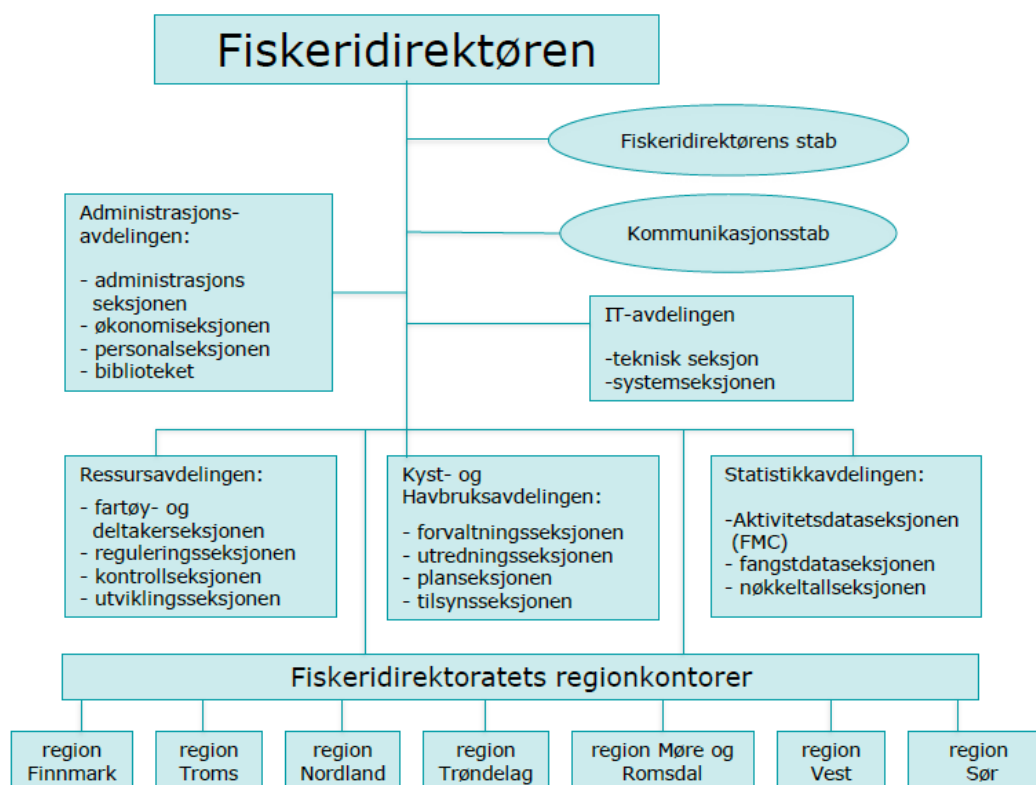 Fiskeridirektøren
Fiskeridirektørens stab
Kommunikasjonsstab
Administrasjons-
avdelingen:
- administrasjons
seksjonen
- økonomiseksjonen
- personalseksjonen
- biblioteket
IT-avdelingen
-teknisk seksjon
-systemseksjonen
Ressursavdelingen:
- fartøy- og
deltakerseksjonen
- reguleringsseksjonen
- kontrollseksjonen
- utviklingsseksjonen
Kyst- og
Havbruksavdelingen:
- forvaltningsseksjonen
- utredningsseksjonen
- planseksjonen
- tilsynsseksjonen
Statistikkavdelingen:
-Aktivitetsdataseksjonen
(FMC)
- fangstdataseksjonen
- nøkkeltallseksjonen
Fiskeridirektoratets regionkontorer
region
Finnmark
region
Troms
region
Nordland
region
Trøndelag
region Møre og
Romsdal
region
Vest
region
Sør